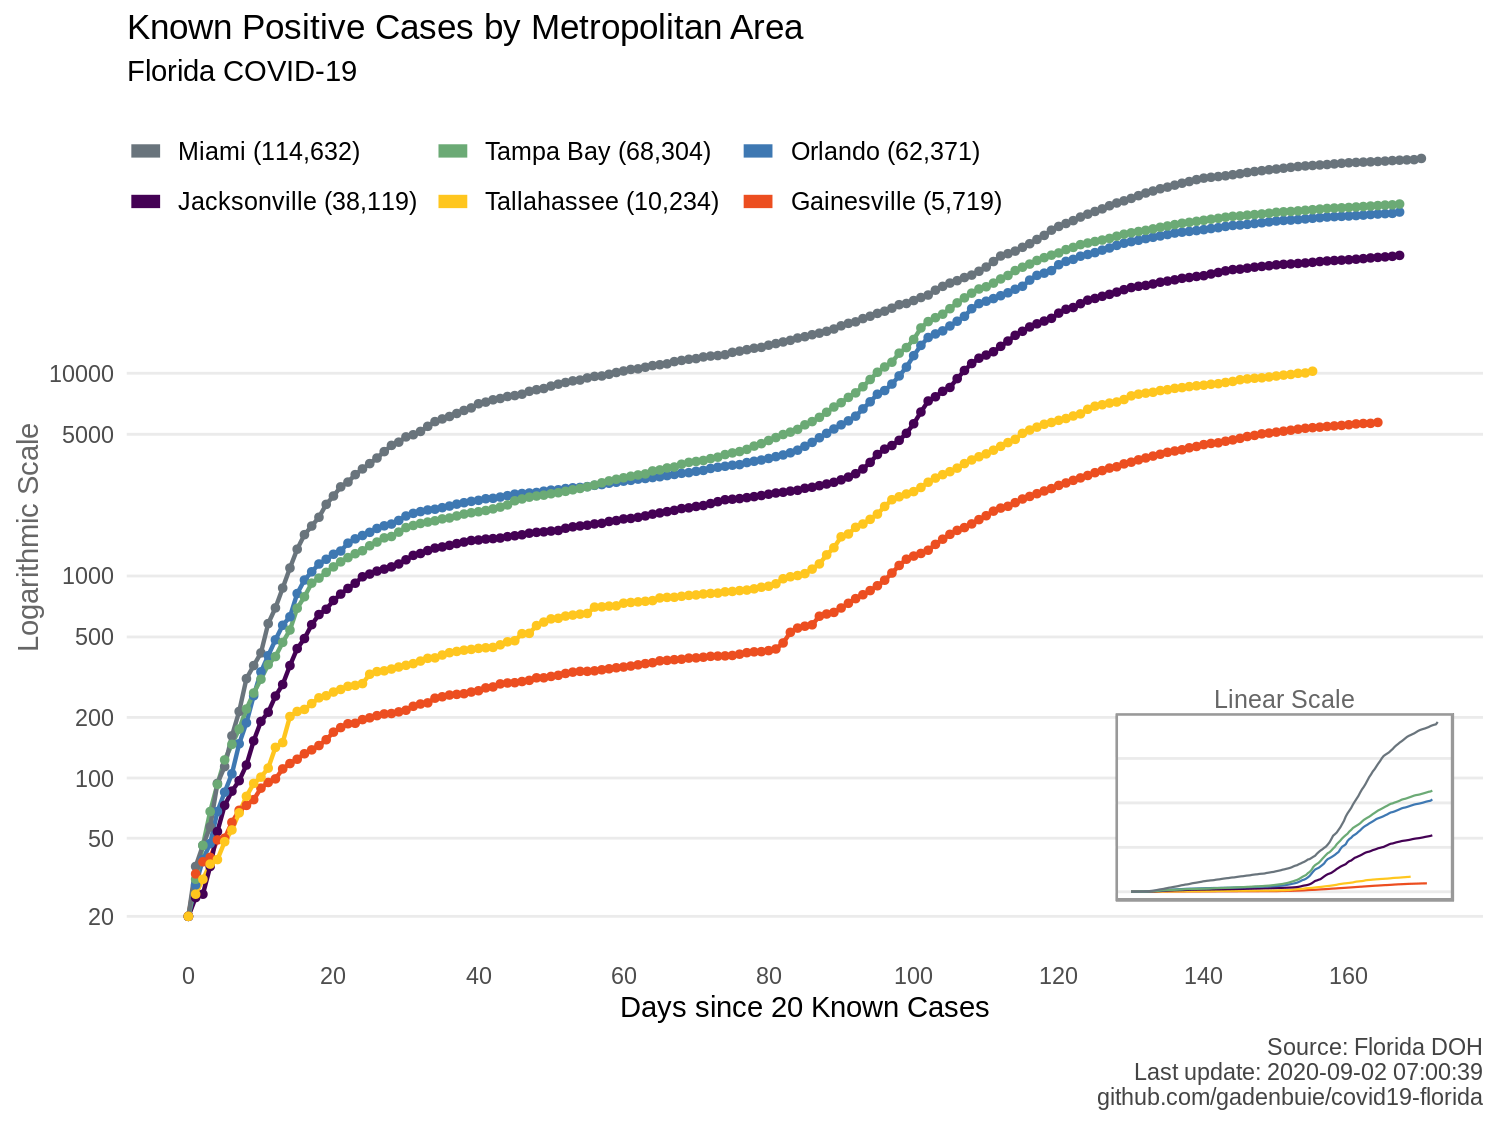 Known Positive Cases by Metropolitan Area
Florida COVID-19
Miami (114,632) Tampa Bay (68,304) Orlando (62,371)
Jacksonville (38,119) Tallahassee (10,234) Gainesville (5,719)
Logarithmic Scale
10000
5000
1000
500
200
100
50
20
Linear Scale
0 20 40 60 80 100 120 140 160
Days since 20 Known Cases
Source: Florida DOH
Last update: 2020-09-02 07:00:39
github.com/gadenbuie/covid19-florida